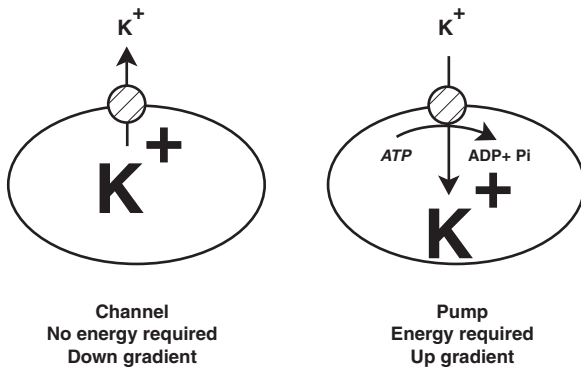 K+
K+
Channel
No energy required
Down gradient
K+
ATP
ADP+ Pi
K+
Pump
Energy required
Up gradient